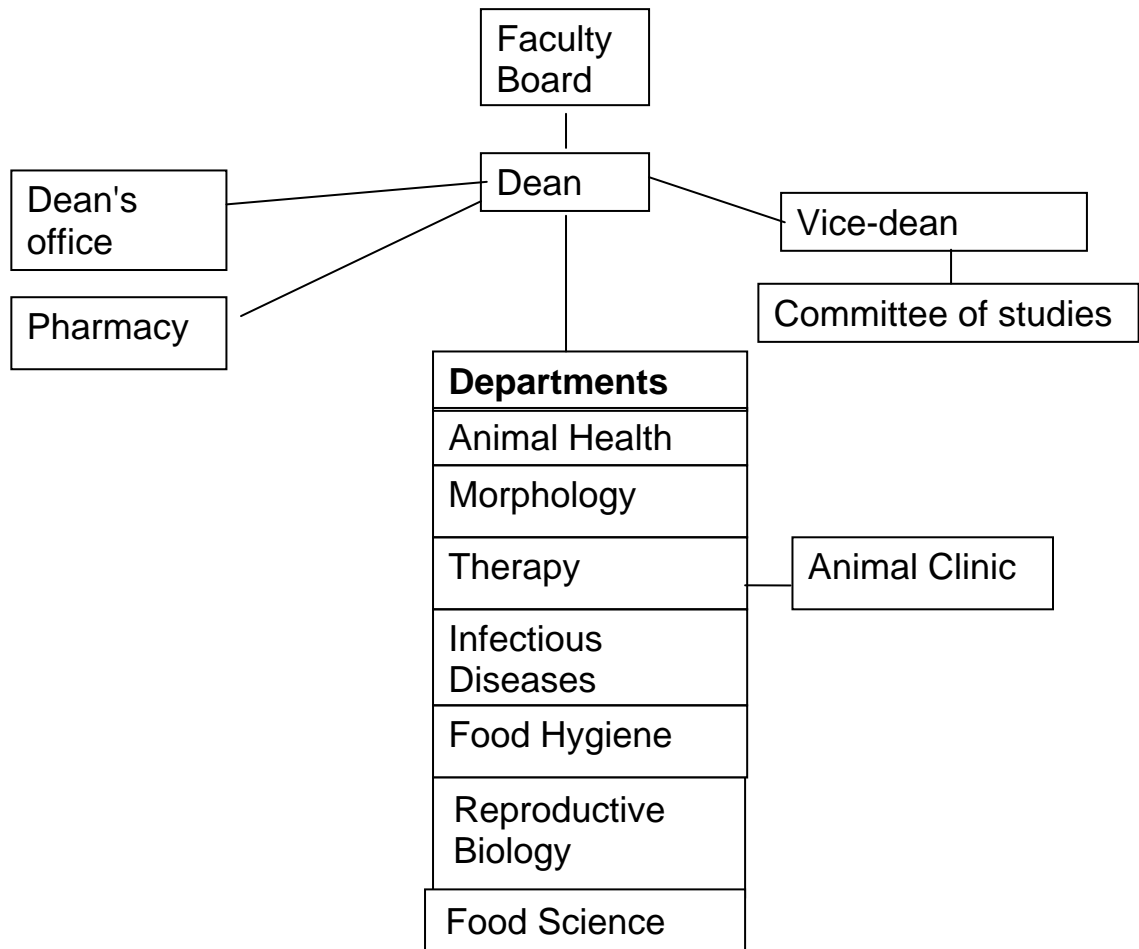 Faculty
Board
Dean
Dean's
office
Vice-dean
Pharmacy
Committee of studies
Departments
Animal Health
Morphology
Therapy
Animal Clinic
Infectious
Diseases
Food Hygiene
Reproductive
Biology
Food Science